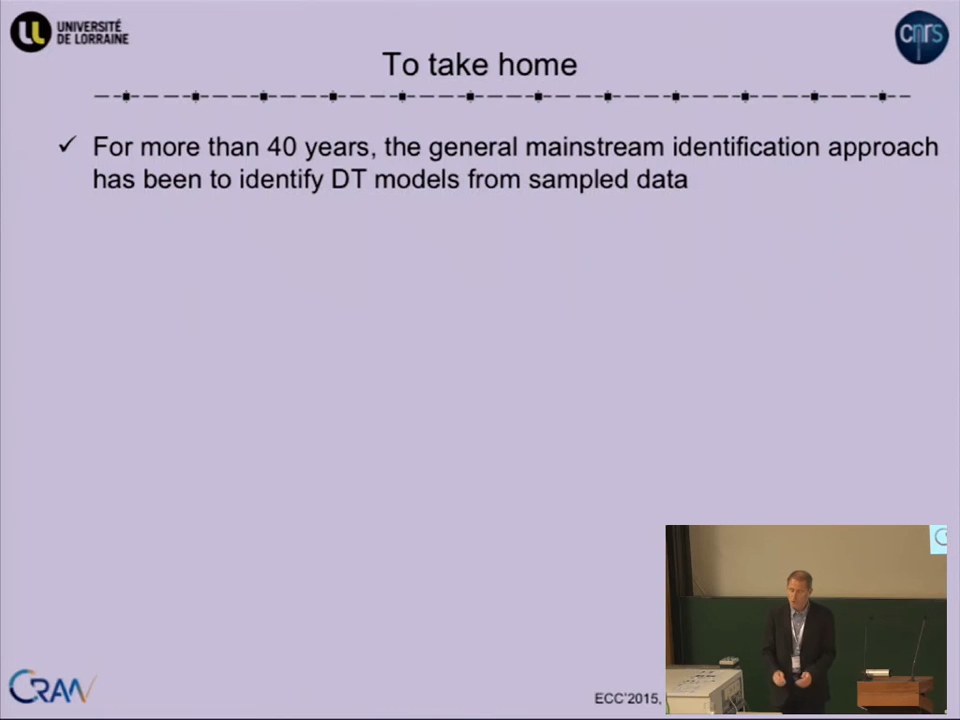 UNIVERSITÉ
DE LORRAINE
cnrs
To take home
✓ For more than 40 years, the general mainstream identification approach
has been to identify DT models from sampled data
CRAN
ECC'2015,